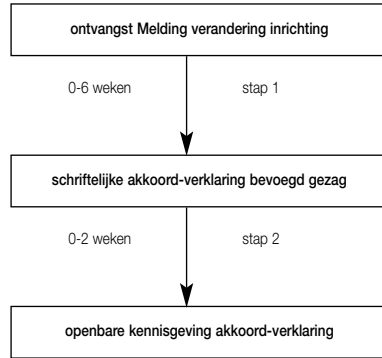 ontvangst Melding verandering inrichting
0-6 weken stap 1
schriftelijke akkoord-verklaring bevoegd gezag
0-2 weken stap 2
openbare kennisgeving akkoord-verklaring